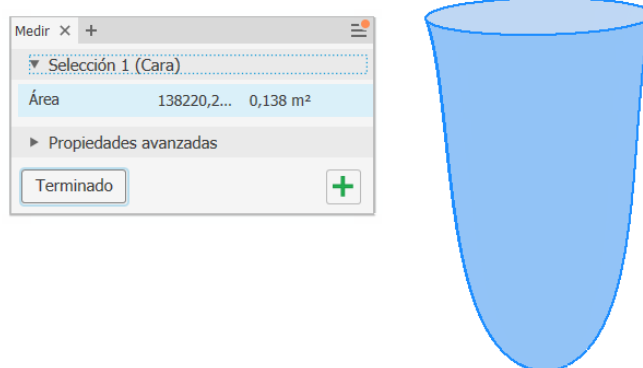 Medir × +
Selección 1 (Cara)
Área 138220,2... 0,138 m²
Propiedades avanzadas
Terminado